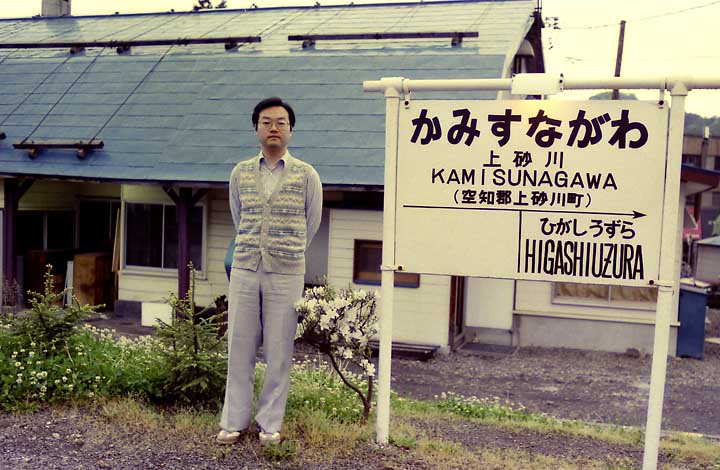 かみすながわ
上砂川
KAMISUNAGAWA
(空知郡上砂川町)
ひがしうずら
HIGASHIUZURA